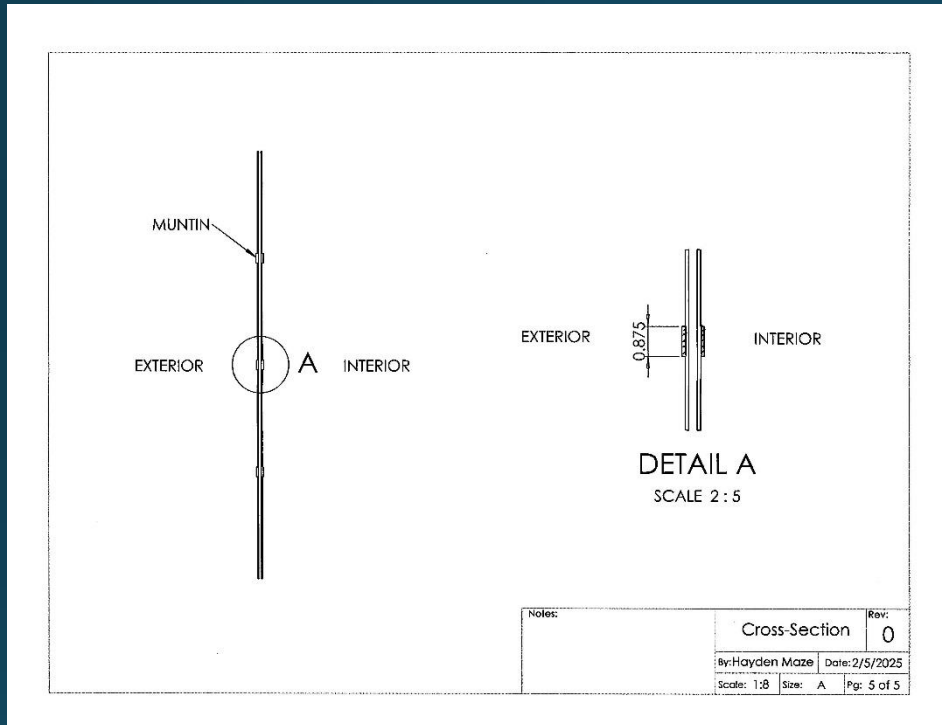 MUNTIN
EXTERIOR
A
INTERIOR
EXTERIOR
0.875
INTERIOR
DETAIL A
SCALE 2 : 5
Notes:
Cross-Section
Rev:
0
By: Hayden Maze
Date: 2/5/2025
Scale: 1:8
Size: A
Pg: 5 of 5